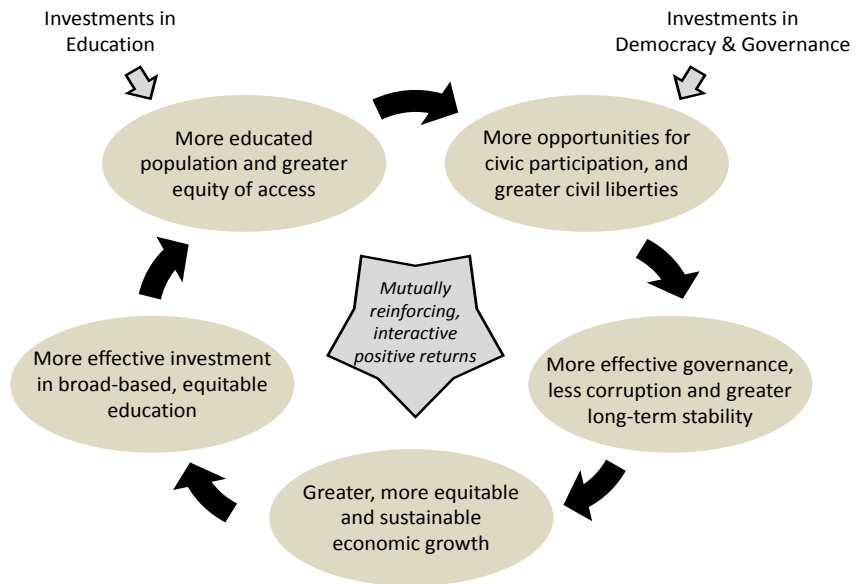 Investments in
Education
Investments in
Democracy & Governance
More educated
population and greater
equity of access
More opportunities for
civic participation, and
greater civil liberties
Mutually
reinforcing,
interactive
positive returns
More effective investment
in broad-based, equitable
education
More effective governance,
less corruption and greater
long-term stability
Greater, more equitable
and sustainable
economic growth